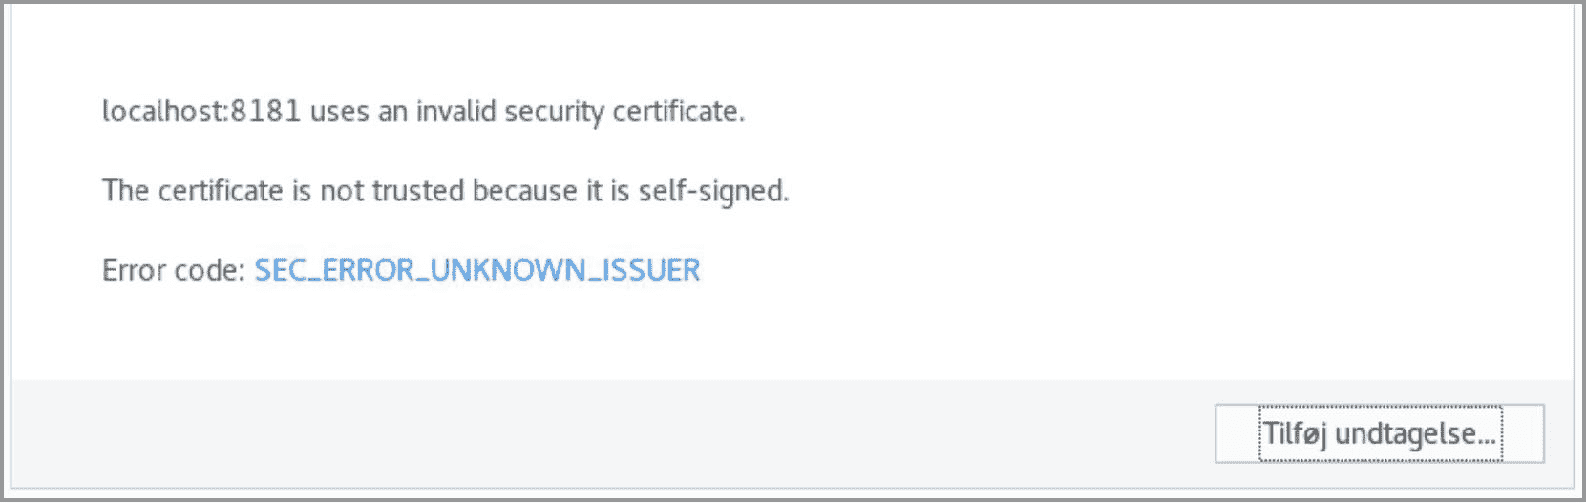 localhost:8181 uses an invalid security certificate.
The certificate is not trusted because it is self-signed.
Error code: SEC_ERROR_UNKNOWN_ISSUER
Tilføj undtagelse...